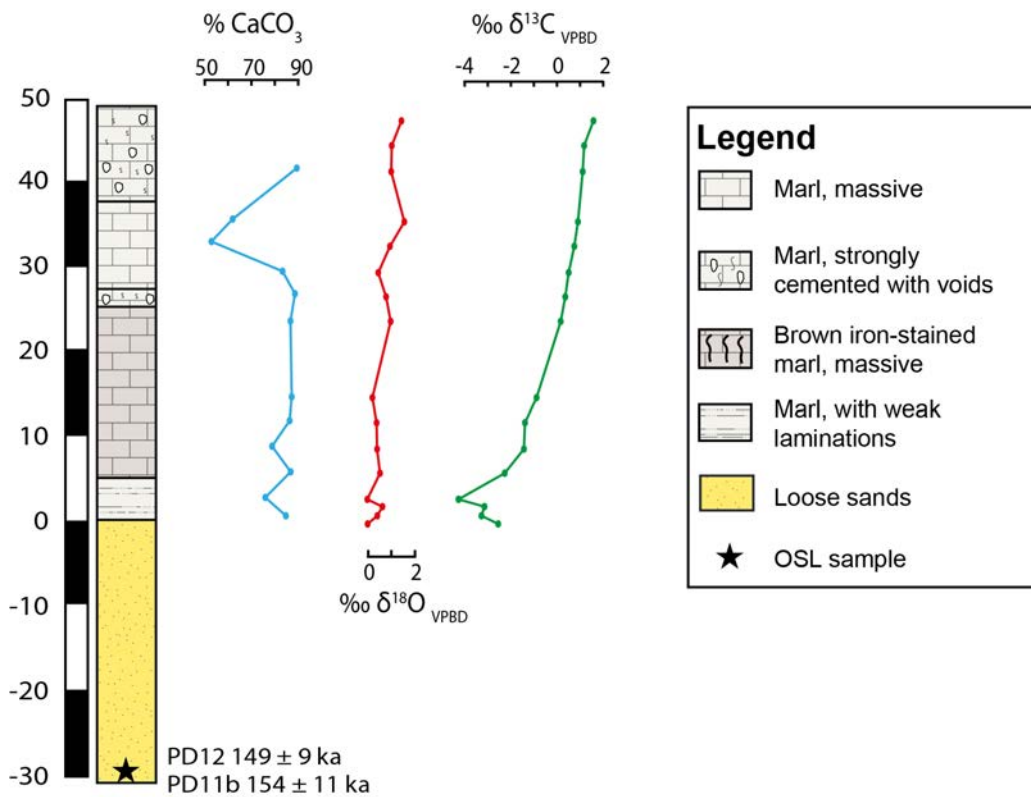 % CaCO₃
50 70 90
‰ δ¹³C VPBD
-4 -2 0 2
50
40
30
20
10
0
-10
-20
-30
0 2
‰ δ¹⁸O VPBD
PD12 149 ± 9 ka
PD11b 154 ± 11 ka
Legend
Marl, massive
Marl, strongly
cemented with voids
Brown iron-stained
marl, massive
Marl, with weak
laminations
Loose sands
OSL sample